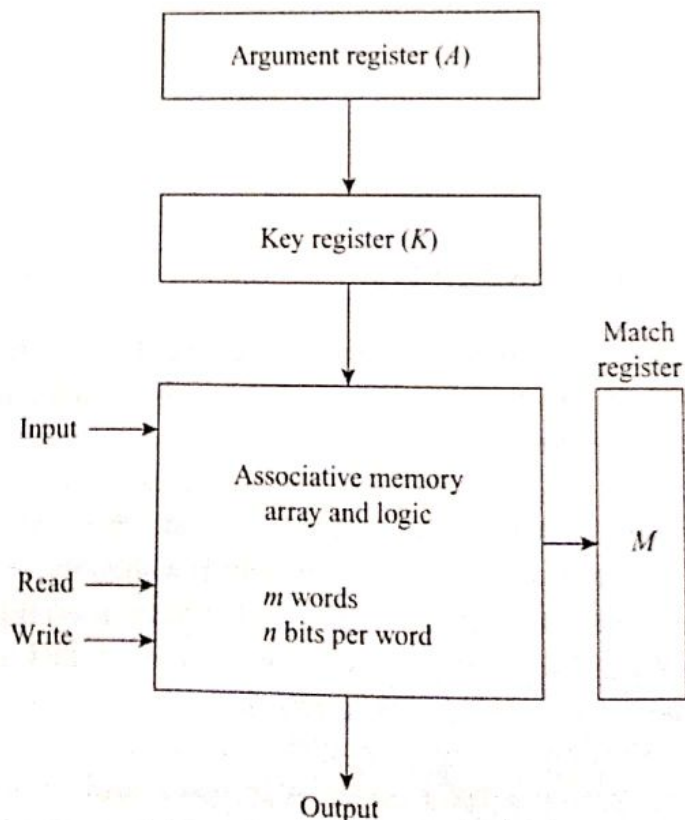 Argument register (A)
Key register (K)
Match
register
Input
Associative memory
array and logic
M
Read
m words
Write
n bits per word
Output